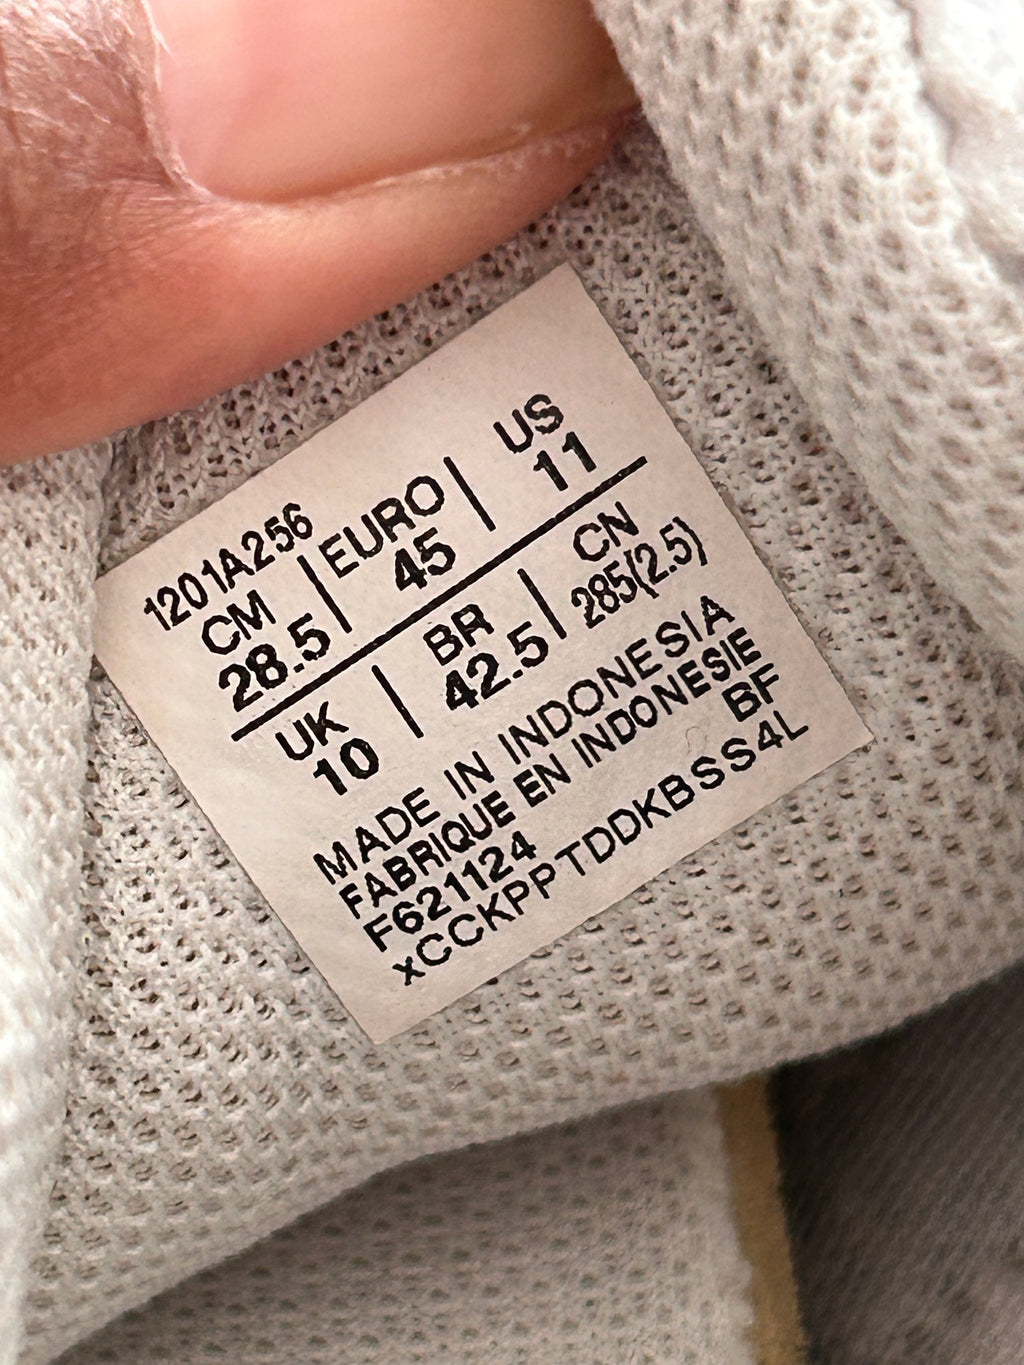 1201A256
CM | EURO | US
28.5 | 45 | 11
UK | BR | CN
10 | 42.5 | 285(2.5)
MADE IN INDONESIA
FABRIQUE EN INDONESIE
F621124 BF
xCCKPPTDDKBSS4L